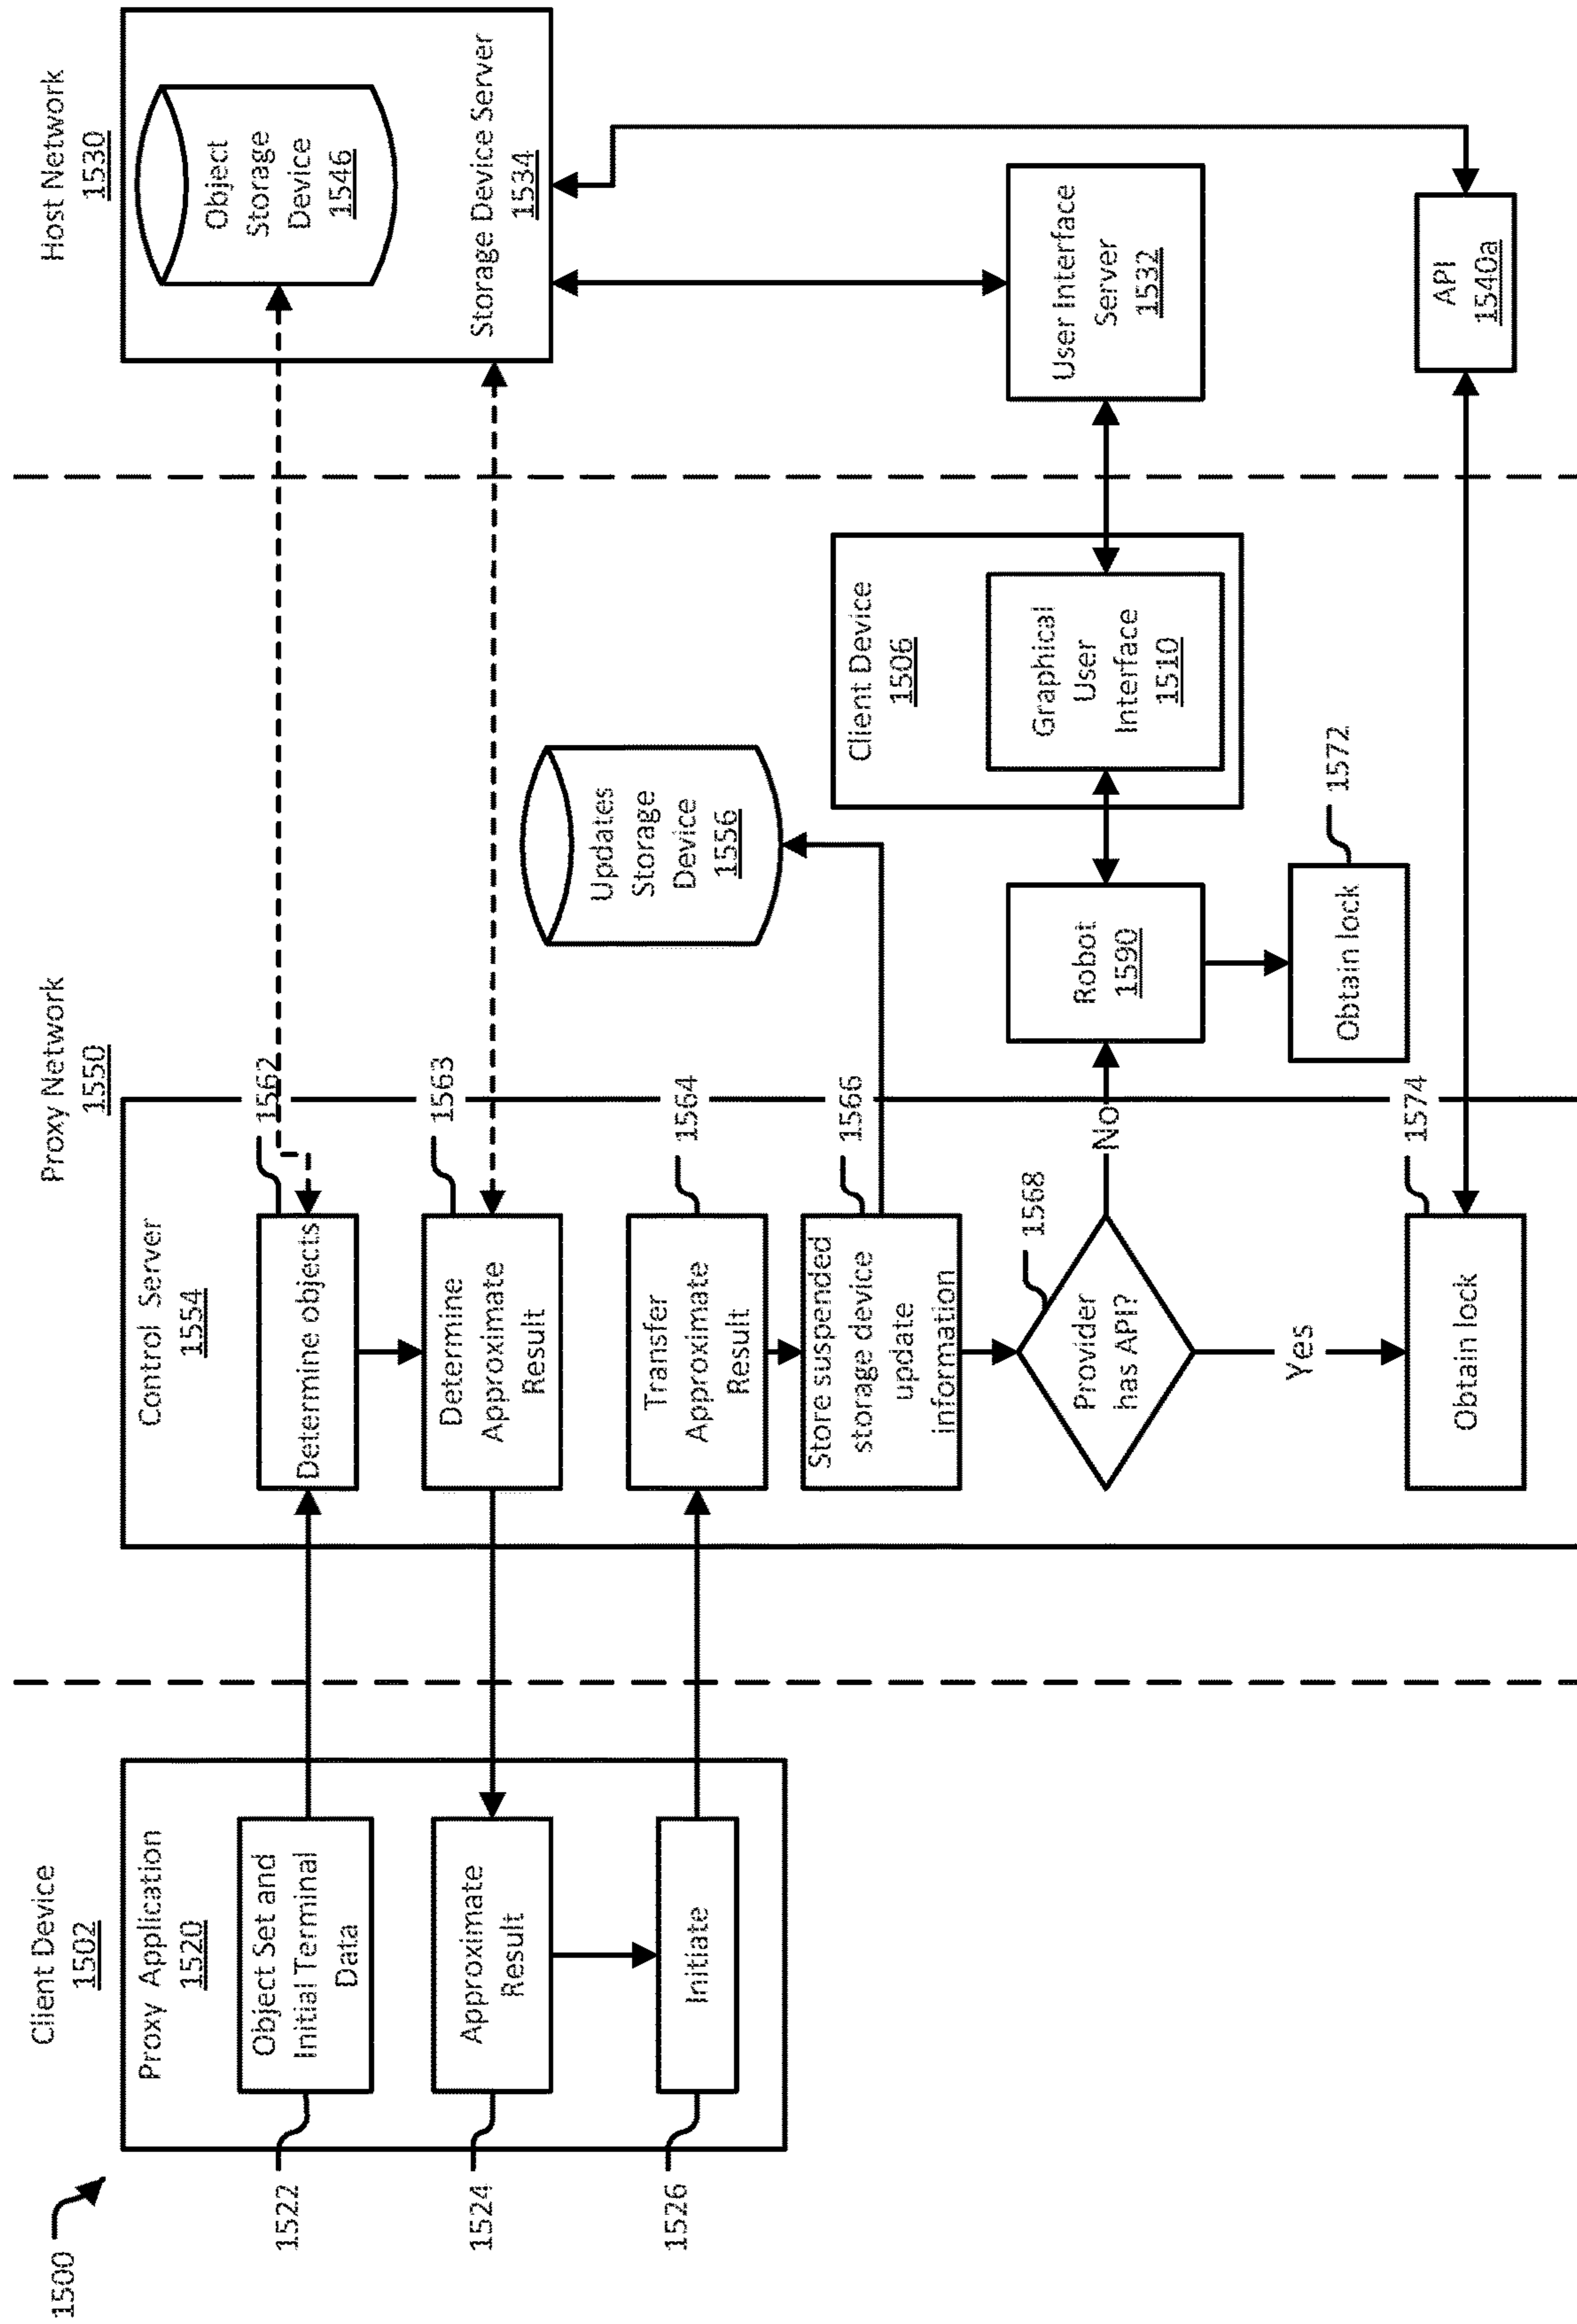 1500
Client Device
1502
Proxy Application
1520
1522
Object Set and
Initial Terminal
Data
1524
Approximate
Result
1526
Initiate
Proxy Network
1550
Control Server
1554
1562
Determine objects
1563
Determine
Approximate
Result
1564
Transfer
Approximate
Result
1566
Store suspended
storage device
update
information
1568
Provider
has API?
No
Yes
1574
Obtain lock
Updates
Storage
Device
1556
Robot
1590
1572
Obtain lock
Client Device
1506
Graphical
User
Interface
1510
Host Network
1530
Object
Storage
Device
1546
Storage Device Server
1534
User Interface
Server
1532
API
1540a